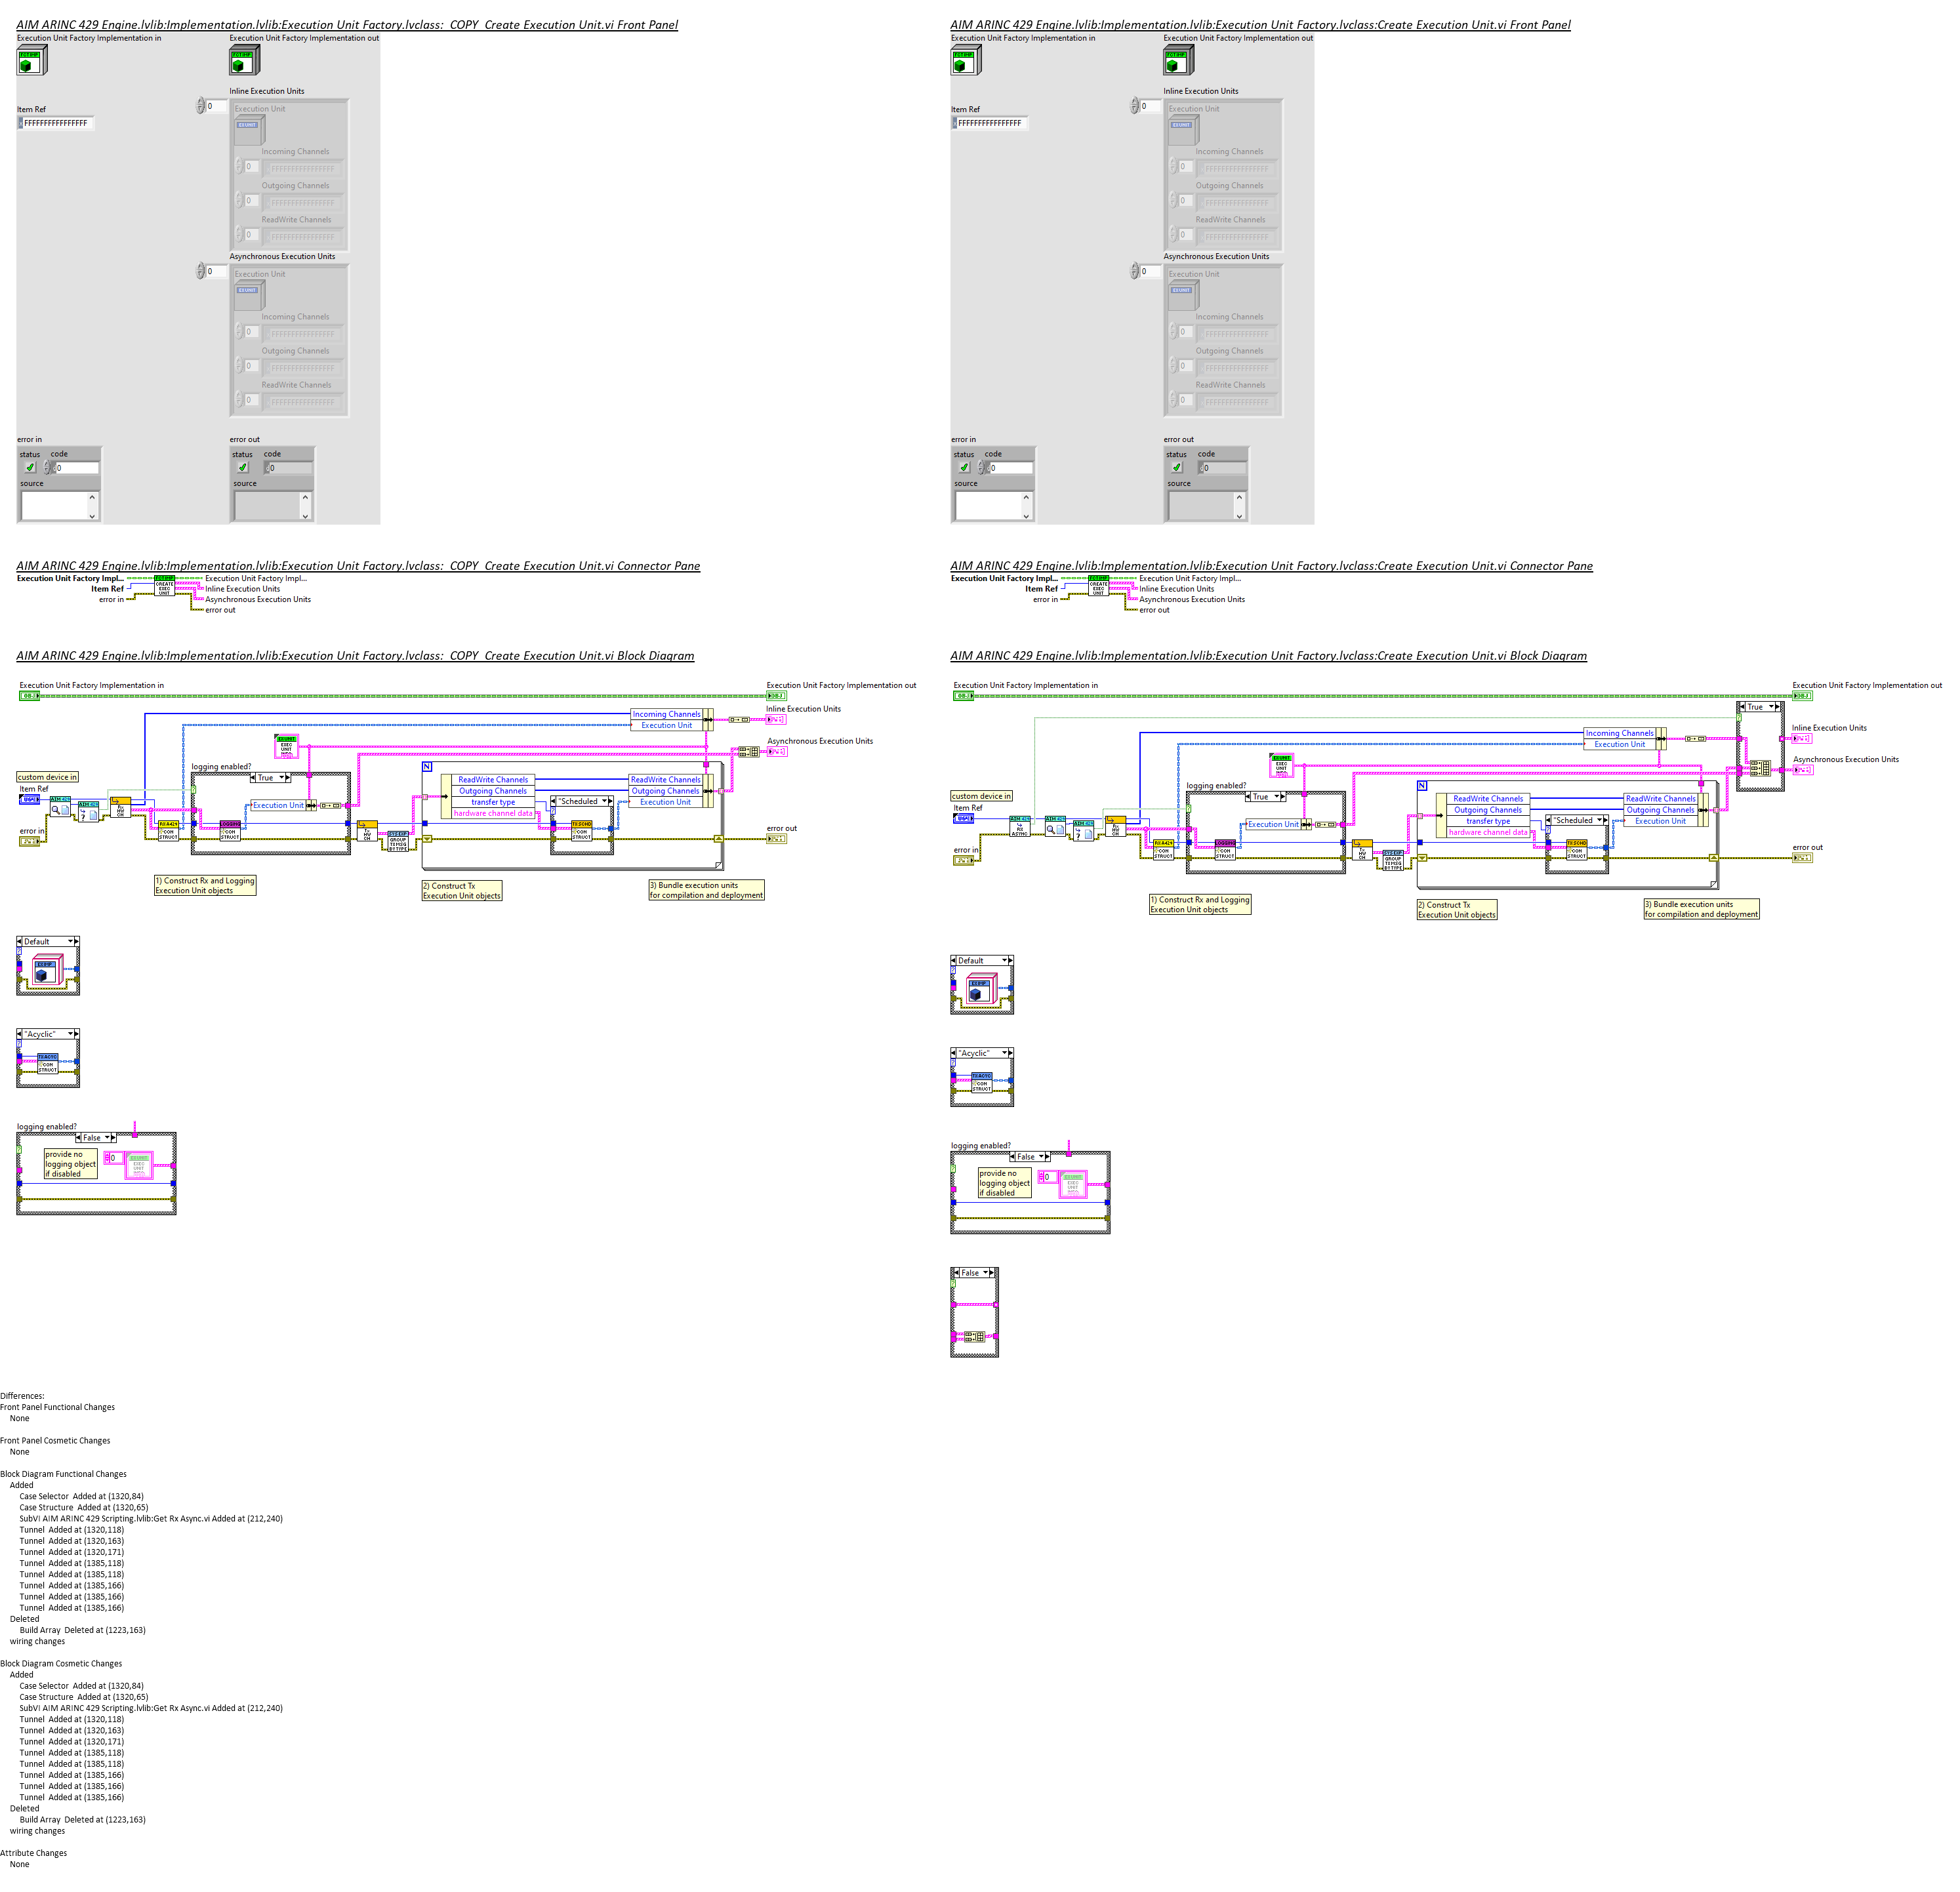 AIM ARINC 429 Engine.lvlib:Implementation.lvlib:Execution Unit Factory.lvclass:_COPY_Create Execution Unit.vi Front Panel
Execution Unit Factory Implementation in
Execution Unit Factory Implementation out
Inline Execution Units
Item Ref
0
Execution Unit
FFFFFFFFFFFFFFFF
EXUNIT
Incoming Channels
0
FFFFFFFFFFFFFFFF
Outgoing Channels
0
FFFFFFFFFFFFFFFF
ReadWrite Channels
0
FFFFFFFFFFFFFFFF
Asynchronous Execution Units
0
Execution Unit
EXUNIT
Incoming Channels
0
FFFFFFFFFFFFFFFF
Outgoing Channels
0
FFFFFFFFFFFFFFFF
ReadWrite Channels
0
FFFFFFFFFFFFFFFF
error in
error out
status code
status code
0
0
source
source
AIM ARINC 429 Engine.lvlib:Implementation.lvlib:Execution Unit Factory.lvclass:_COPY_Create Execution Unit.vi Connector Pane
Execution Unit Factory Impl...
Execution Unit Factory Impl...
CREATE EXEC UNIT
Item Ref
Inline Execution Units
error in
Asynchronous Execution Units
error out
AIM ARINC 429 Engine.lvlib:Implementation.lvlib:Execution Unit Factory.lvclass:_COPY_Create Execution Unit.vi Block Diagram
Execution Unit Factory Implementation in
Execution Unit Factory Implementation out
Inline Execution Units
Incoming Channels
Execution Unit
Asynchronous Execution Units
logging enabled?
True
custom device in
Item Ref
ReadWrite Channels
Outgoing Channels
transfer type
hardware channel data
"Scheduled
ReadWrite Channels
Outgoing Channels
Execution Unit
Execution Unit
N
error in
error out
1) Construct Rx and Logging
Execution Unit objects
2) Construct Tx
Execution Unit objects
3) Bundle execution units
for compilation and deployment
Default
"Acyclic"
logging enabled?
False
provide no
logging object
if disabled
0
AIM ARINC 429 Engine.lvlib:Implementation.lvlib:Execution Unit Factory.lvclass:Create Execution Unit.vi Front Panel
Execution Unit Factory Implementation in
Execution Unit Factory Implementation out
Inline Execution Units
Item Ref
0
Execution Unit
FFFFFFFFFFFFFFFF
EXUNIT
Incoming Channels
0
FFFFFFFFFFFFFFFF
Outgoing Channels
0
FFFFFFFFFFFFFFFF
ReadWrite Channels
0
FFFFFFFFFFFFFFFF
Asynchronous Execution Units
0
Execution Unit
EXUNIT
Incoming Channels
0
FFFFFFFFFFFFFFFF
Outgoing Channels
0
FFFFFFFFFFFFFFFF
ReadWrite Channels
0
FFFFFFFFFFFFFFFF
error in
error out
status code
status code
0
0
source
source
AIM ARINC 429 Engine.lvlib:Implementation.lvlib:Execution Unit Factory.lvclass:Create Execution Unit.vi Connector Pane
Execution Unit Factory Impl...
Execution Unit Factory Impl...
CREATE EXEC UNIT
Item Ref
Inline Execution Units
error in
Asynchronous Execution Units
error out
AIM ARINC 429 Engine.lvlib:Implementation.lvlib:Execution Unit Factory.lvclass:Create Execution Unit.vi Block Diagram
Execution Unit Factory Implementation in
Execution Unit Factory Implementation out
True
Inline Execution Units
Incoming Channels
Execution Unit
Asynchronous Execution Units
logging enabled?
True
custom device in
Item Ref
ReadWrite Channels
Outgoing Channels
transfer type
hardware channel data
"Scheduled
ReadWrite Channels
Outgoing Channels
Execution Unit
Execution Unit
N
error in
error out
1) Construct Rx and Logging
Execution Unit objects
2) Construct Tx
Execution Unit objects
3) Bundle execution units
for compilation and deployment
Default
"Acyclic"
logging enabled?
False
provide no
logging object
if disabled
0
False
Differences:
Front Panel Functional Changes
None
Front Panel Cosmetic Changes
None
Block Diagram Functional Changes
Added
Case Selector Added at (1320,84)
Case Structure Added at (1320,65)
SubVI AIM ARINC 429 Scripting.lvlib:Get Rx Async.vi Added at (212,240)
Tunnel Added at (1320,118)
Tunnel Added at (1320,163)
Tunnel Added at (1320,171)
Tunnel Added at (1385,118)
Tunnel Added at (1385,118)
Tunnel Added at (1385,166)
Tunnel Added at (1385,166)
Tunnel Added at (1385,166)
Deleted
Build Array Deleted at (1223,163)
wiring changes
Block Diagram Cosmetic Changes
Added
Case Selector Added at (1320,84)
Case Structure Added at (1320,65)
SubVI AIM ARINC 429 Scripting.lvlib:Get Rx Async.vi Added at (212,240)
Tunnel Added at (1320,118)
Tunnel Added at (1320,163)
Tunnel Added at (1320,171)
Tunnel Added at (1385,118)
Tunnel Added at (1385,118)
Tunnel Added at (1385,166)
Tunnel Added at (1385,166)
Tunnel Added at (1385,166)
Deleted
Build Array Deleted at (1223,163)
wiring changes
Attribute Changes
None